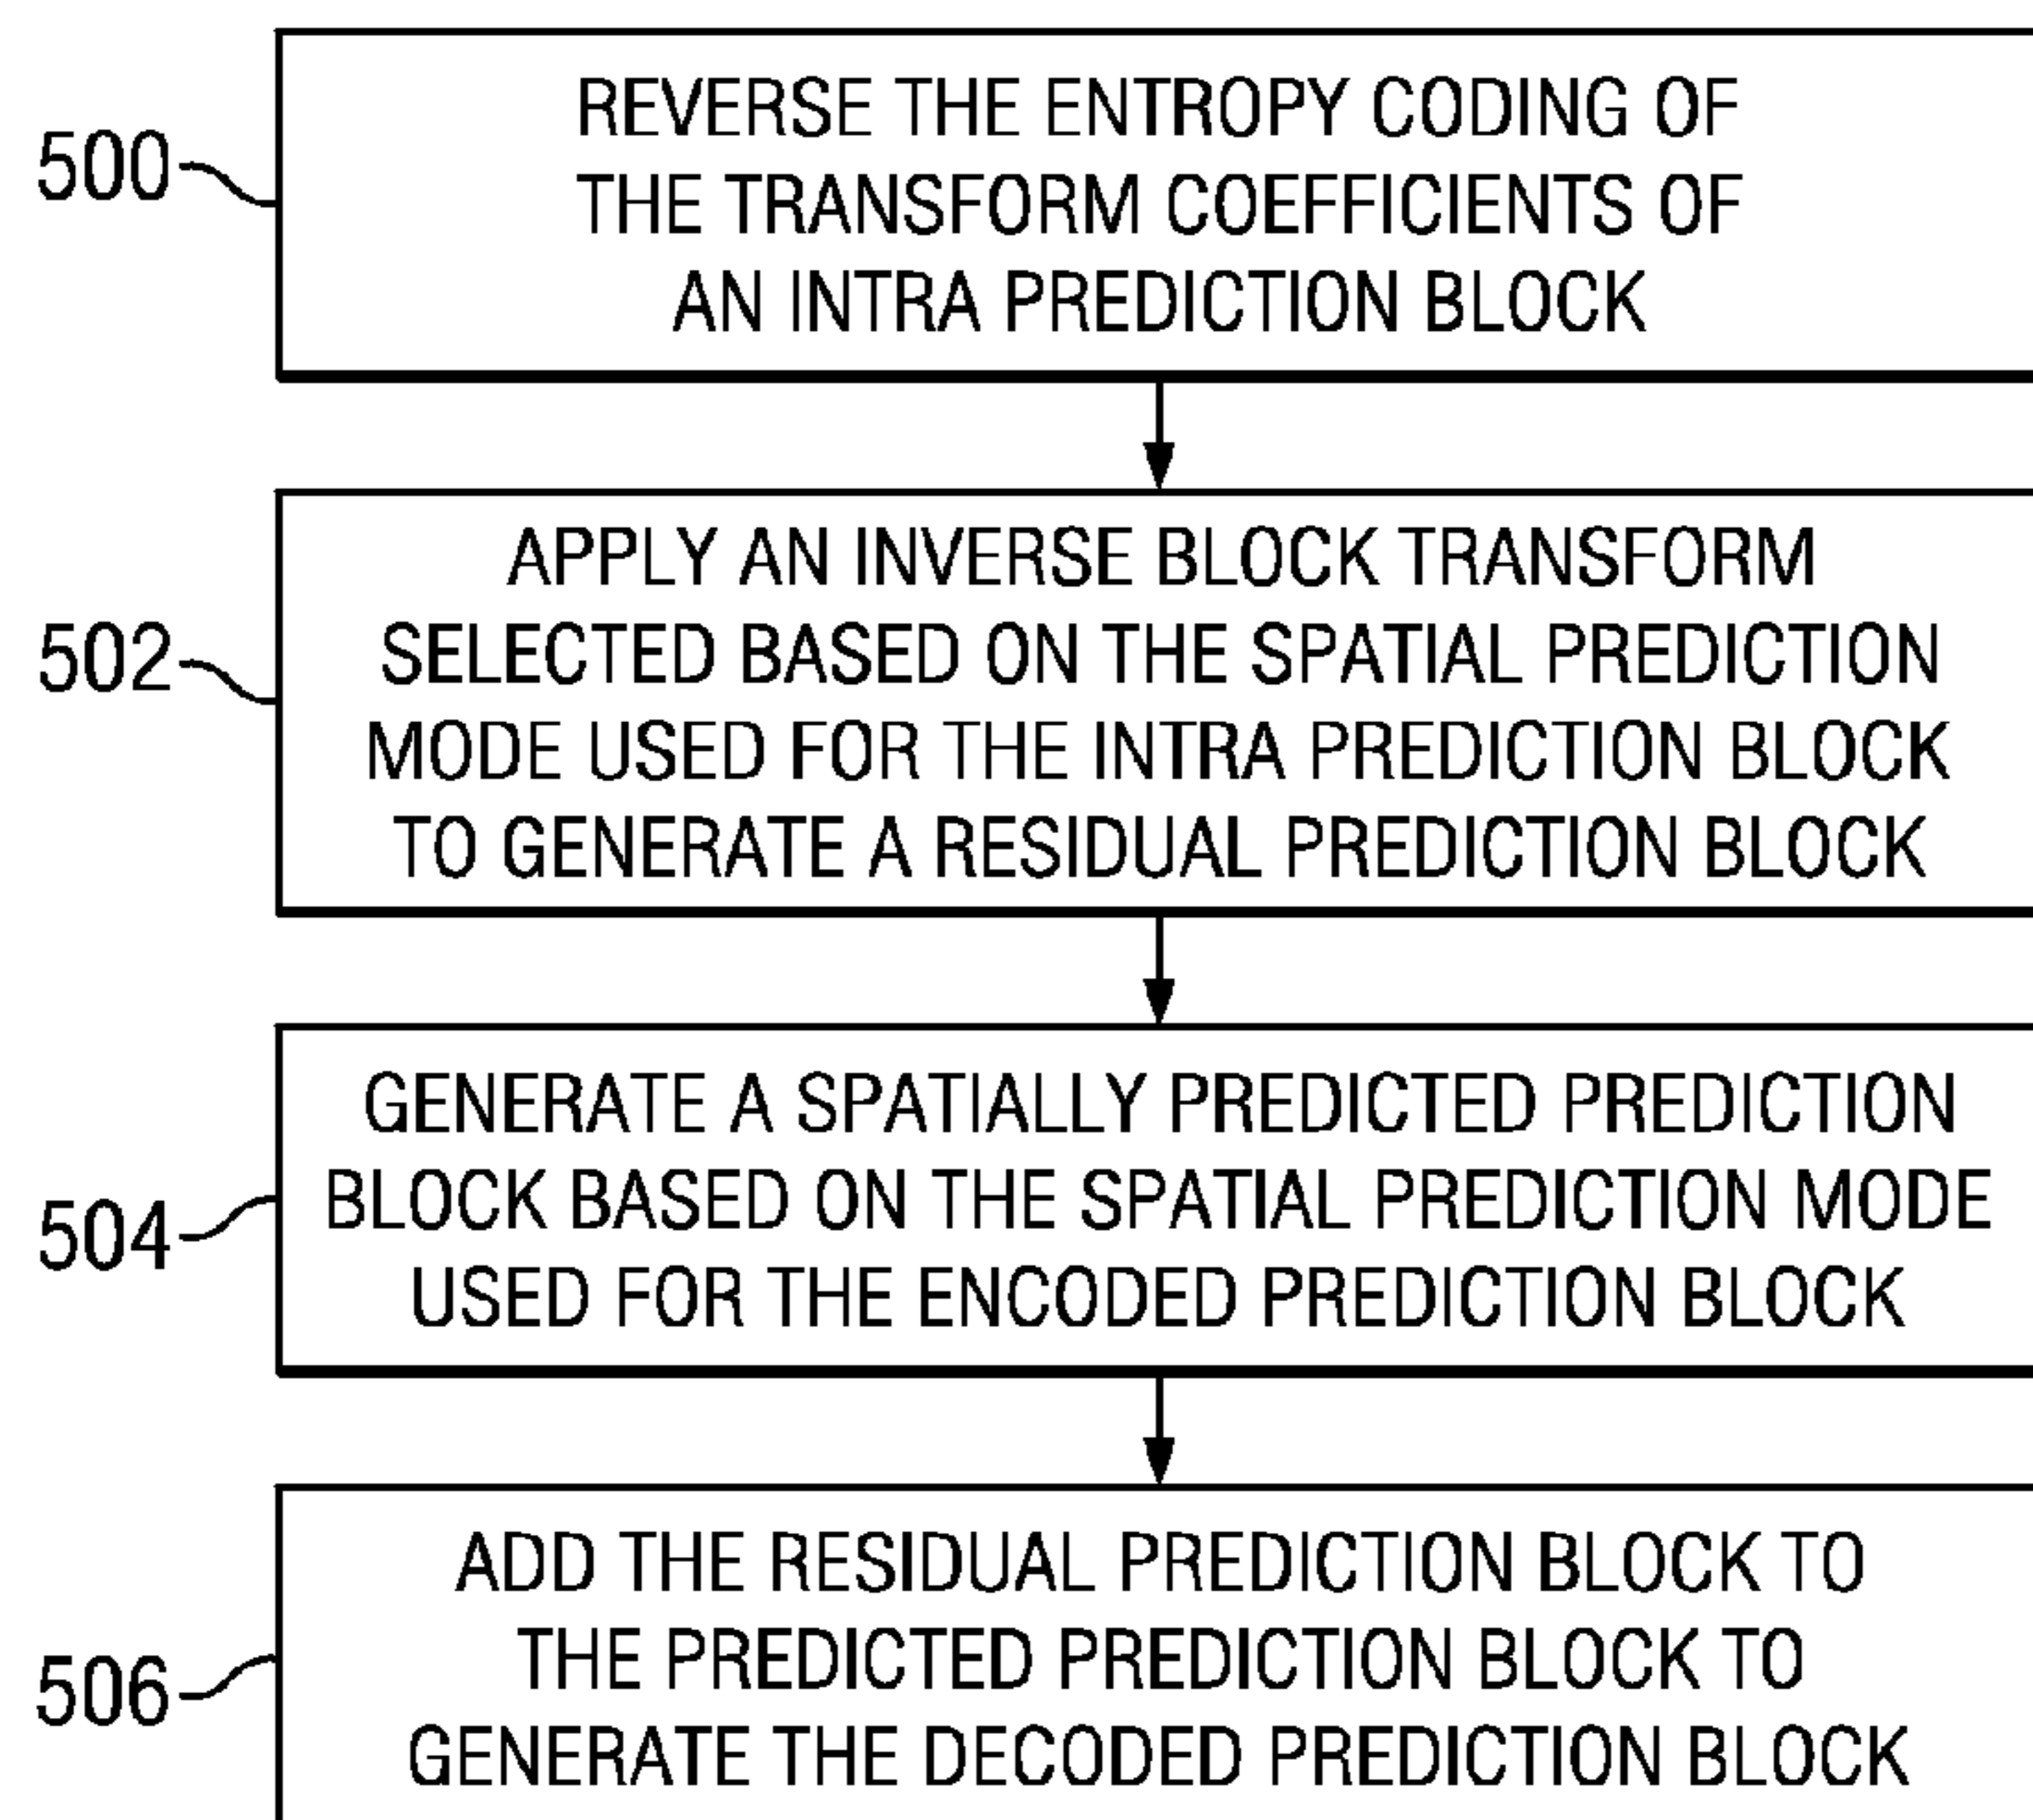 500
REVERSE THE ENTROPY CODING OF
THE TRANSFORM COEFFICIENTS OF
AN INTRA PREDICTION BLOCK
502
APPLY AN INVERSE BLOCK TRANSFORM
SELECTED BASED ON THE SPATIAL PREDICTION
MODE USED FOR THE INTRA PREDICTION BLOCK
TO GENERATE A RESIDUAL PREDICTION BLOCK
504
GENERATE A SPATIALLY PREDICTED PREDICTION
BLOCK BASED ON THE SPATIAL PREDICTION MODE
USED FOR THE ENCODED PREDICTION BLOCK
506
ADD THE RESIDUAL PREDICTION BLOCK TO
THE PREDICTED PREDICTION BLOCK TO
GENERATE THE DECODED PREDICTION BLOCK